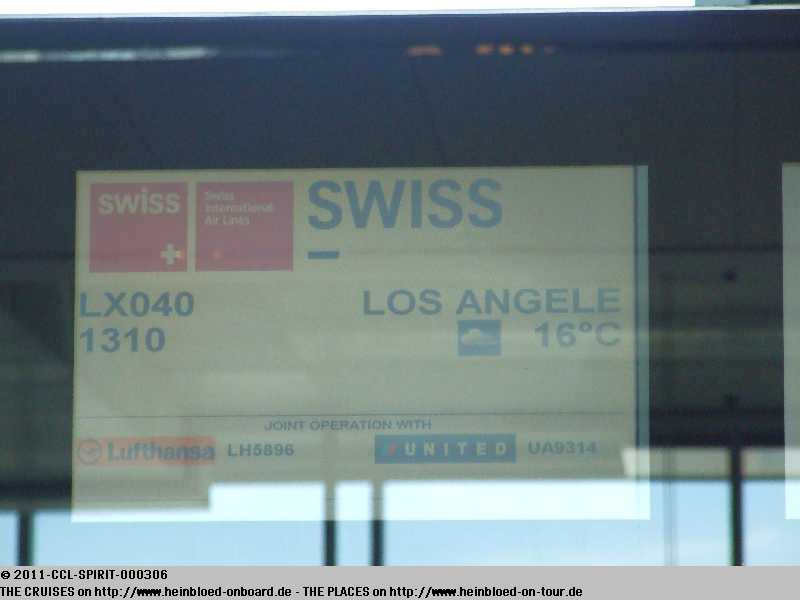 swiss
Swiss
International
Air Lines
SWISS
LX040 LOS ANGELE
1310 16°C
JOINT OPERATION WITH
Lufthansa LH5896 UNITED UA9314
© 2011-CCL-SPIRIT-000306
THE CRUISES on http://www.heinbloed-onboard.de - THE PLACES on http://www.heinbloed-on-tour.de